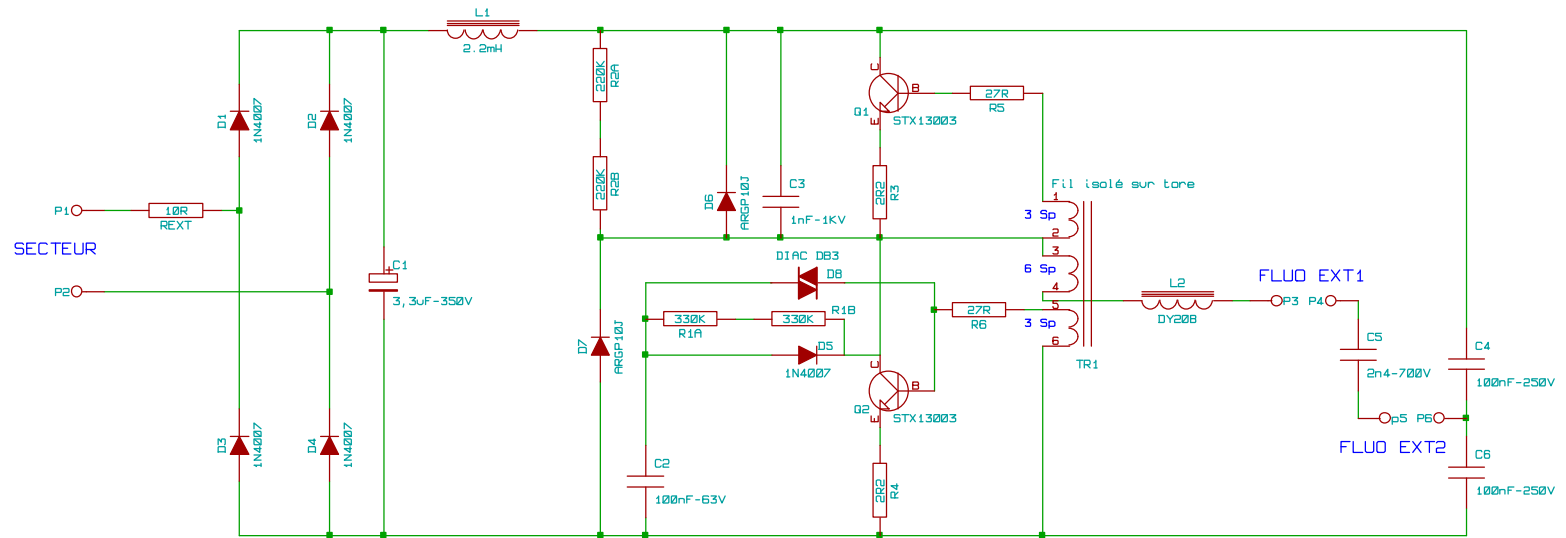 L1
2.2mH
D1
1N4007
D2
1N4007
220K
R2A
C
B
E
Q1
STX13003
27R
R5
P1
10R
REXT
SECTEUR
P2
220K
R2B
D6
ARGP10J
C3
1nF-1KV
2R2
R3
Fil isolé sur tore
1
3 Sp
2
3
6 Sp
4
5
3 Sp
6
TR1
C1
+
3,3uF-350V
DIAC DB3
D8
330K
R1A
330K
R1B
D5
1N4007
27R
R6
L2
DY20B
FLUO EXT1
P3
P4
C5
2n4-700V
C4
100nF-250V
D7
ARGP10J
C
B
E
Q2
STX13003
p5
P6
FLUO EXT2
D3
1N4007
D4
1N4007
C2
100nF-63V
2R2
R4
C6
100nF-250V